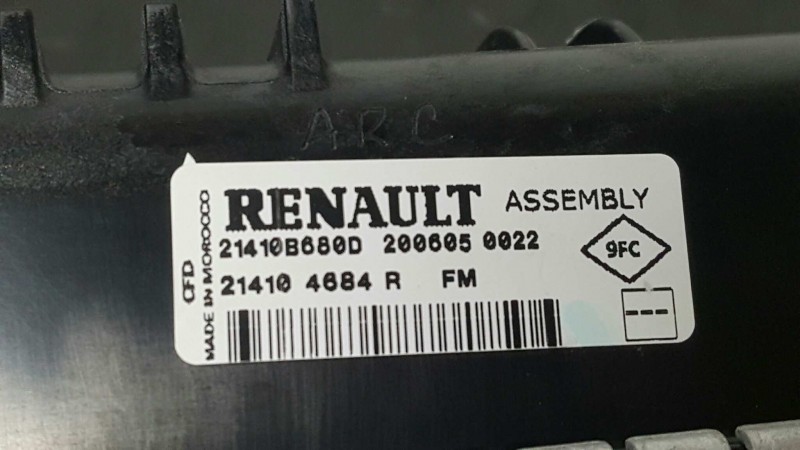 ARC
RENAULT ASSEMBLY
21410B680D 200605 0022
21410 4684 R FM
9FC
CFD
MADE IN MOROCCO